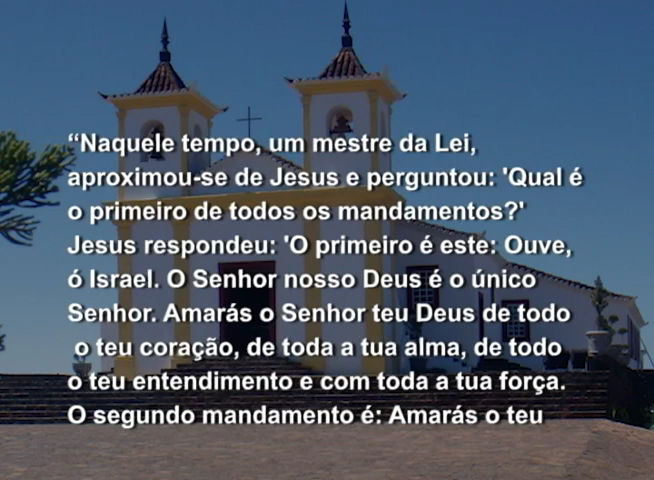 “Naquele tempo, um mestre da Lei,
aproximou-se de Jesus e perguntou: 'Qual é
o primeiro de todos os mandamentos?'
Jesus respondeu: 'O primeiro é este: Ouve,
ó Israel. O Senhor nosso Deus é o único
Senhor. Amarás o Senhor teu Deus de todo
o teu coração, de toda a tua alma, de todo
o teu entendimento e com toda a tua força.
O segundo mandamento é: Amarás o teu